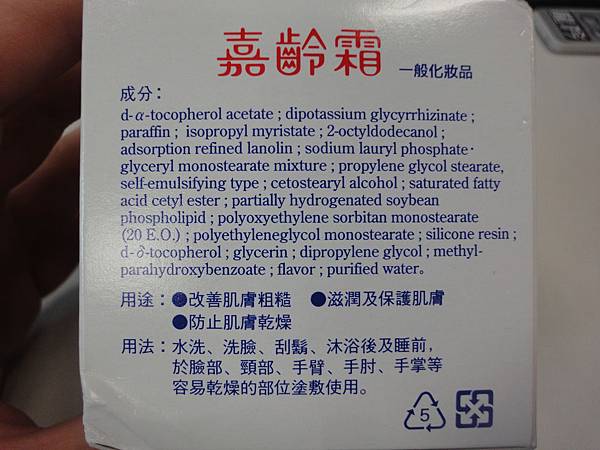 嘉齡霜 一般化妝品
成分：
d-α-tocopherol acetate ; dipotassium glycyrrhizinate ;
paraffin ; isopropyl myristate ; 2-octyldodecanol ;
adsorption refined lanolin ; sodium lauryl phosphate·
glyceryl monostearate mixture ; propylene glycol stearate,
self-emulsifying type ; cetostearyl alcohol ; saturated fatty
acid cetyl ester ; partially hydrogenated soybean
phospholipid ; polyoxyethylene sorbitan monostearate
(20 E.O.) ; polyethyleneglycol monostearate ; silicone resin ;
d-δ-tocopherol ; glycerin ; dipropylene glycol ; methyl-
parahydroxybenzoate ; flavor ; purified water。
用途：●改善肌膚粗糙 ●滋潤及保護肌膚
●防止肌膚乾燥
用法：水洗、洗臉、刮鬍、沐浴後及睡前，
於臉部、頸部、手臂、手肘、手掌等
容易乾燥的部位塗敷使用。
5